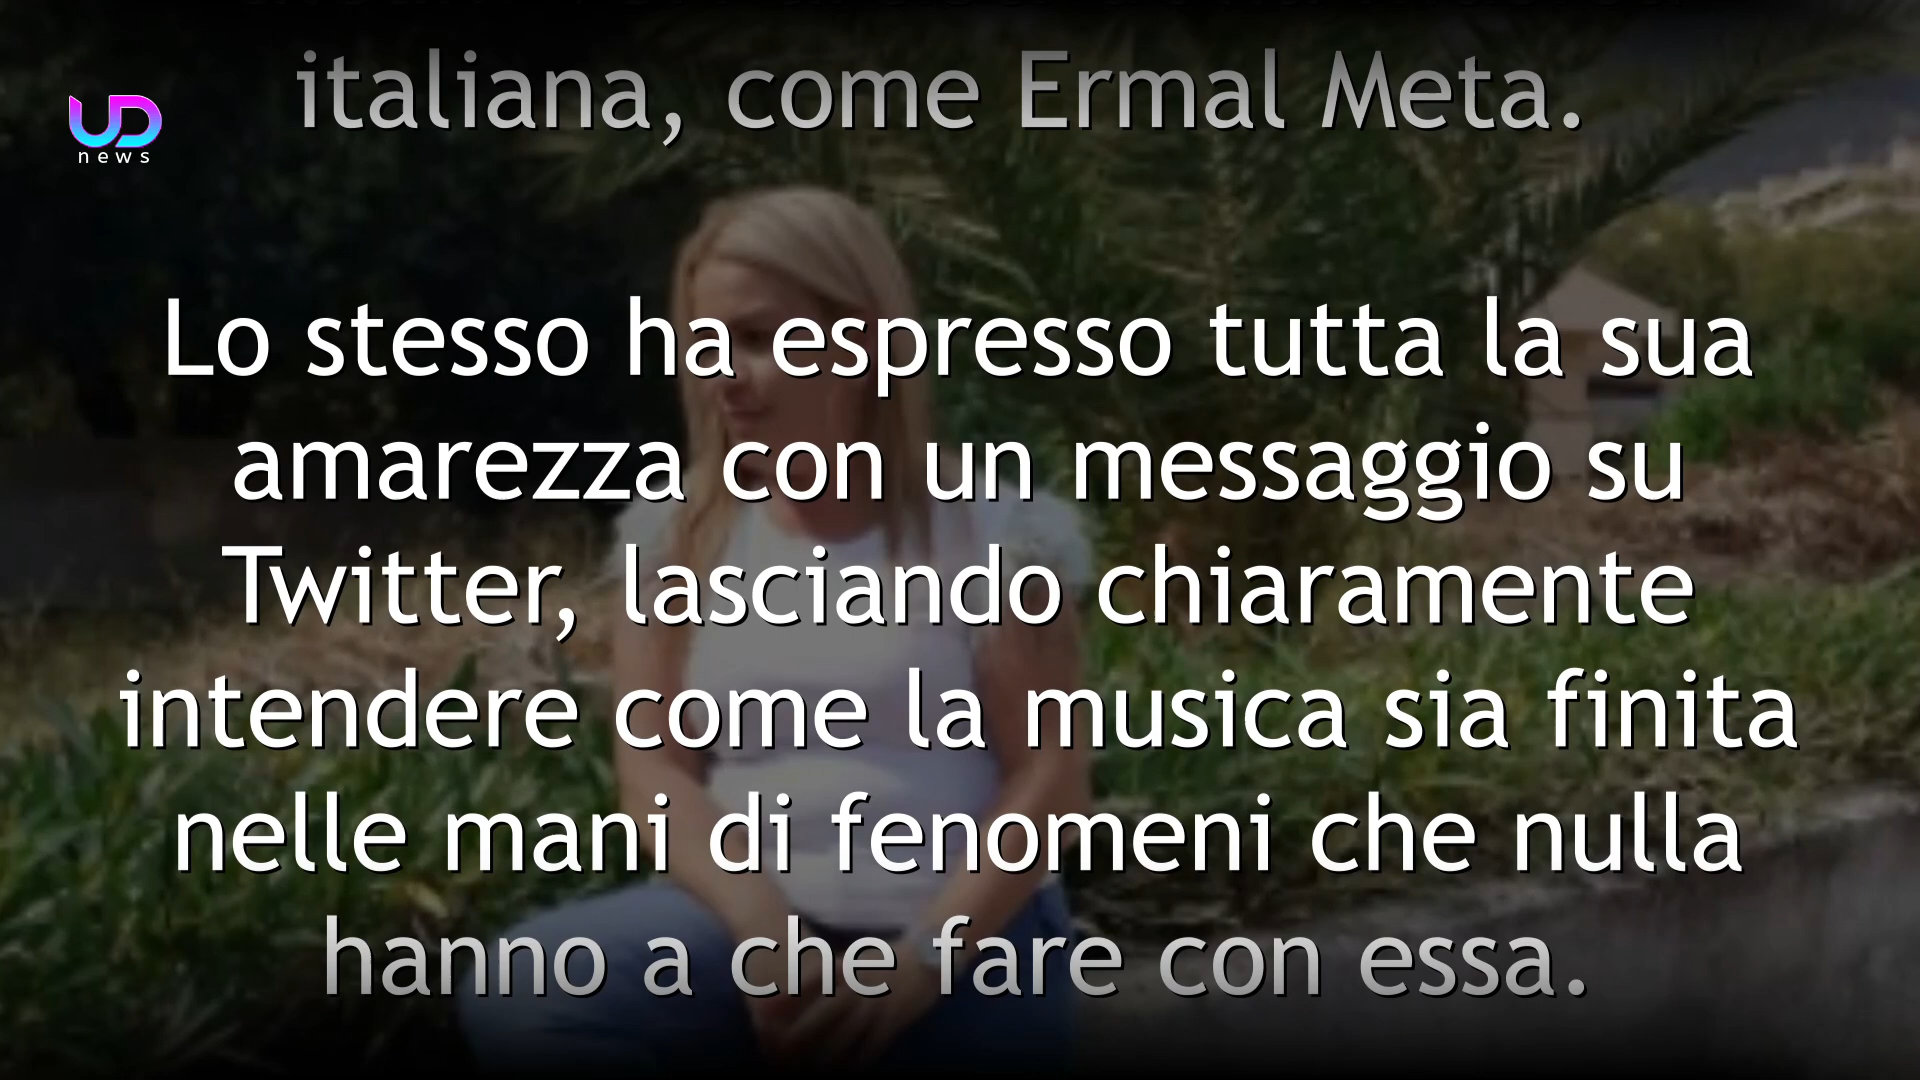 italiana, come Ermal Meta.
UD
news
Lo stesso ha espresso tutta la sua
amarezza con un messaggio su
Twitter, lasciando chiaramente
intendere come la musica sia finita
nelle mani di fenomeni che nulla
hanno a che fare con essa.